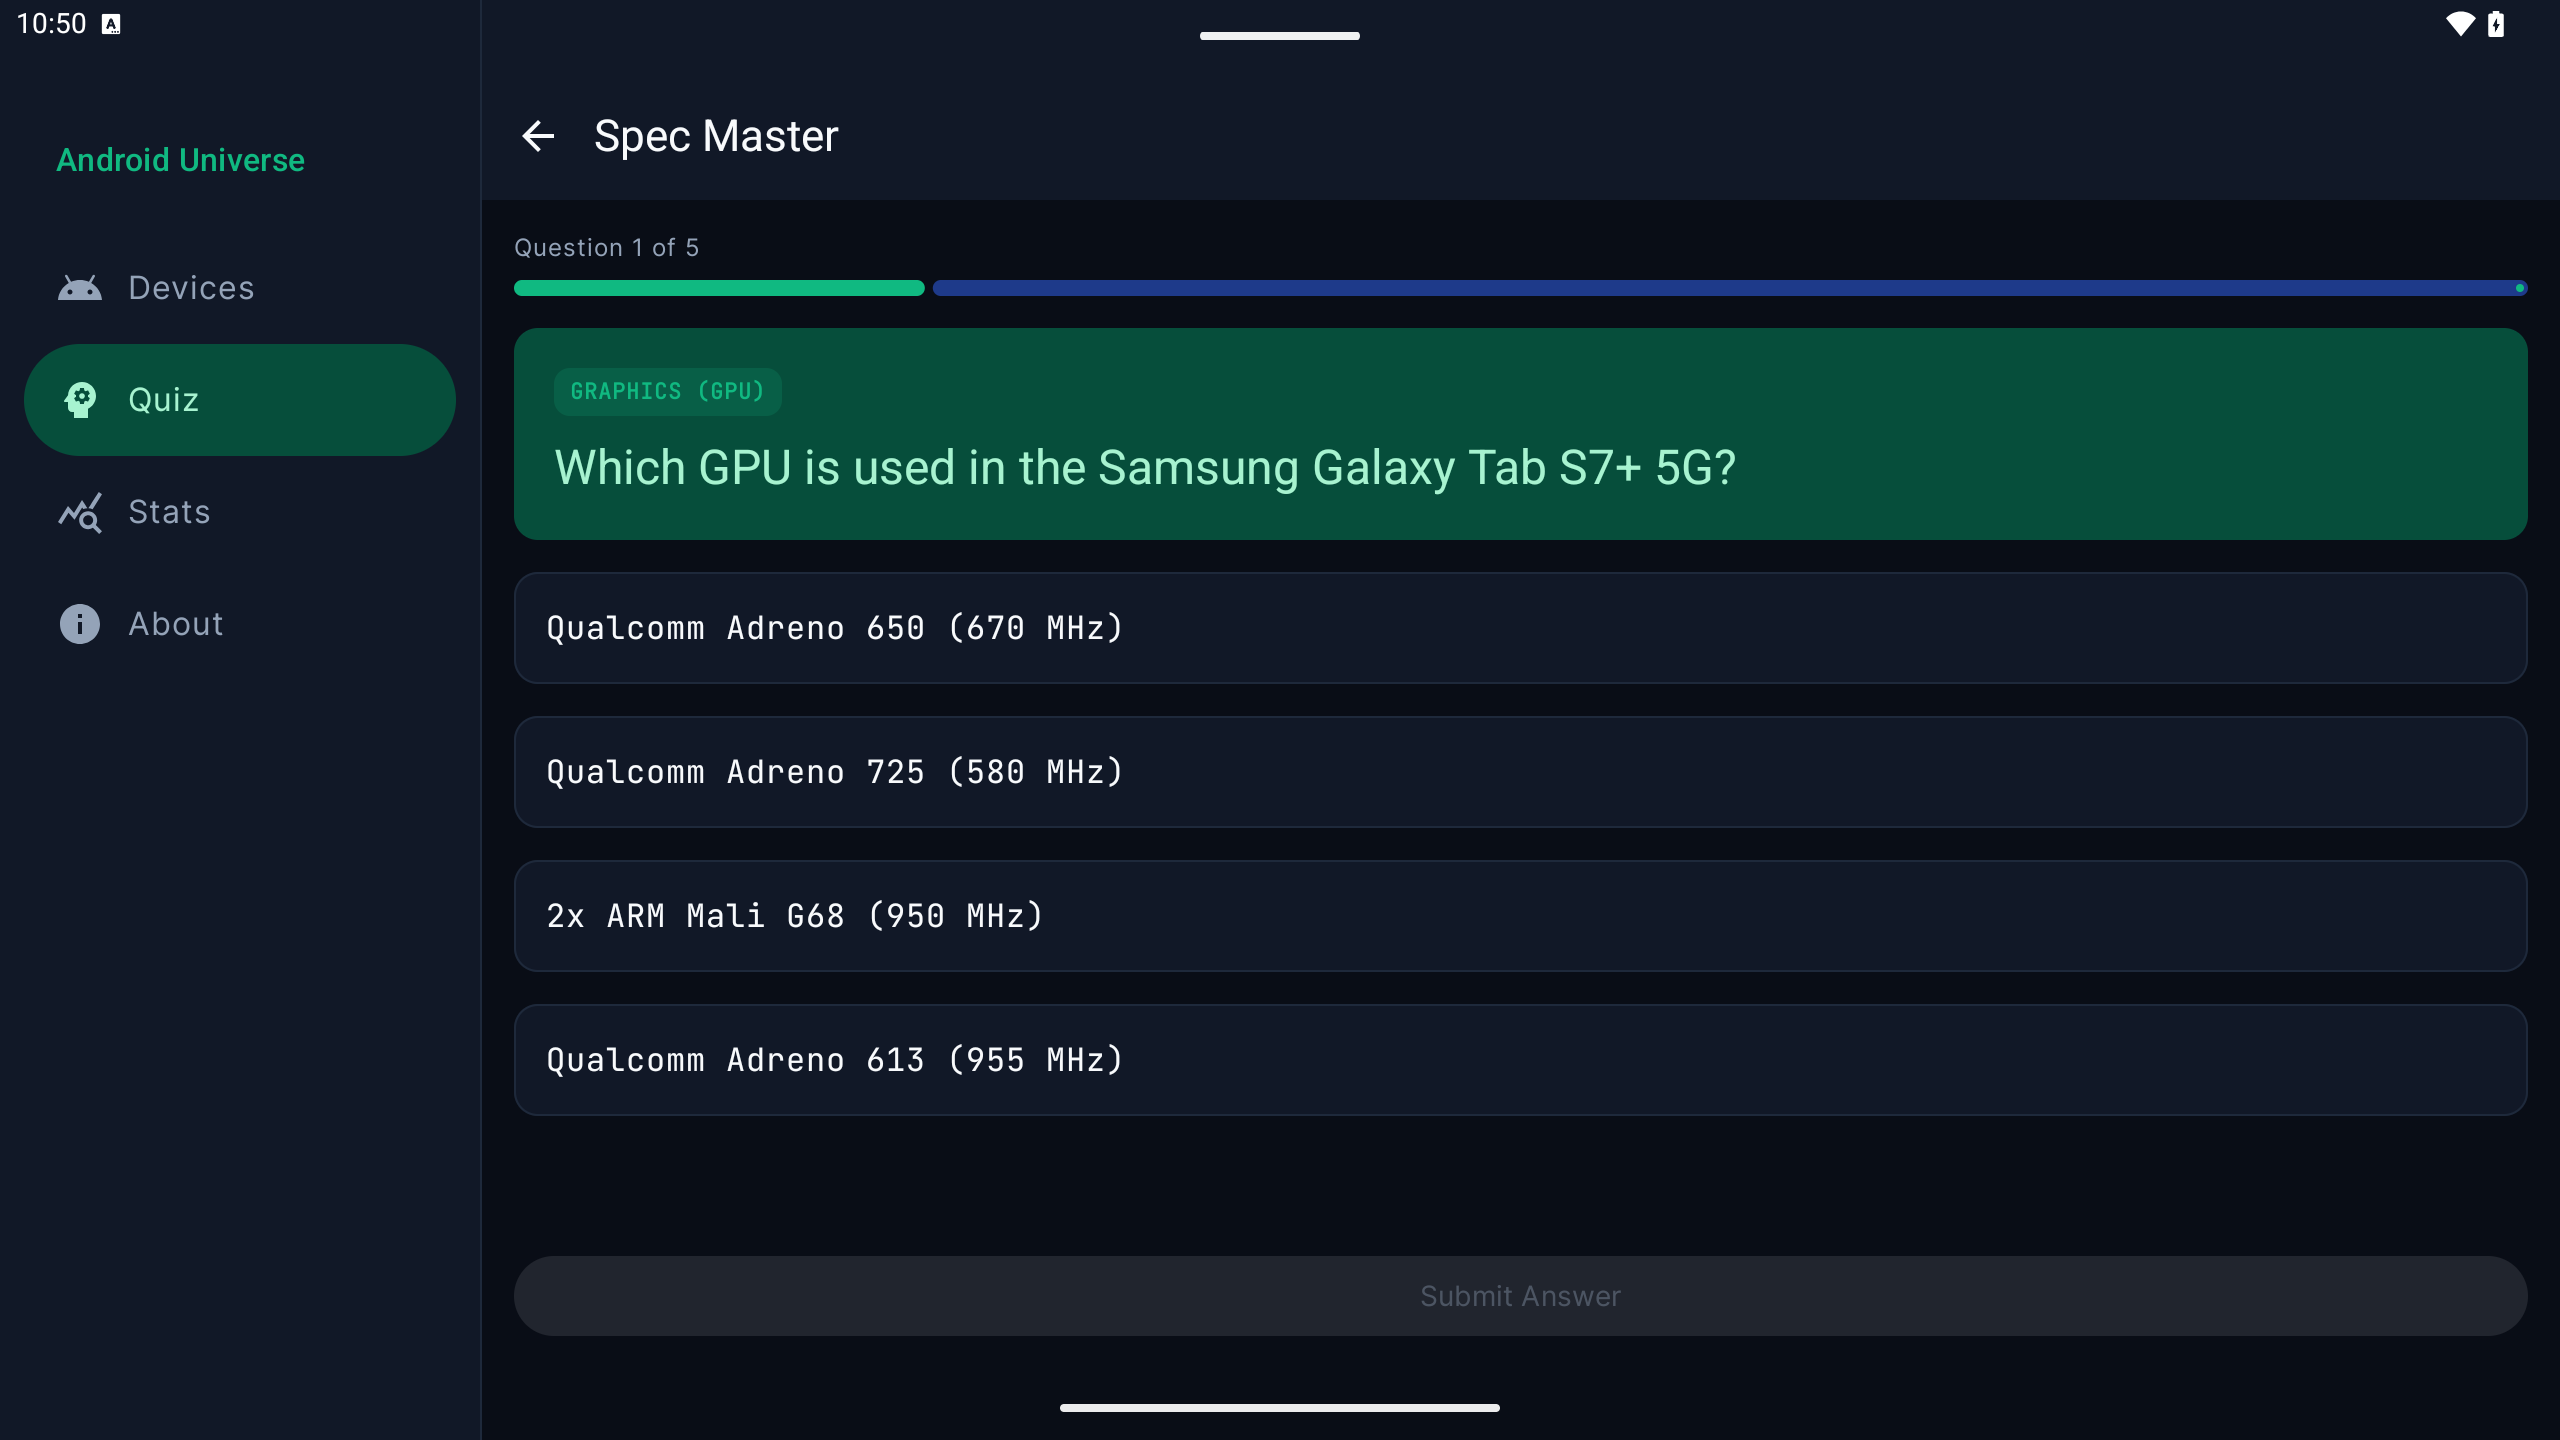 10:50
Android Universe
Devices
Quiz
Stats
About
Spec Master
Question 1 of 5
GRAPHICS (GPU)
Which GPU is used in the Samsung Galaxy Tab S7+ 5G?
Qualcomm Adreno 650 (670 MHz)
Qualcomm Adreno 725 (580 MHz)
2x ARM Mali G68 (950 MHz)
Qualcomm Adreno 613 (955 MHz)
Submit Answer